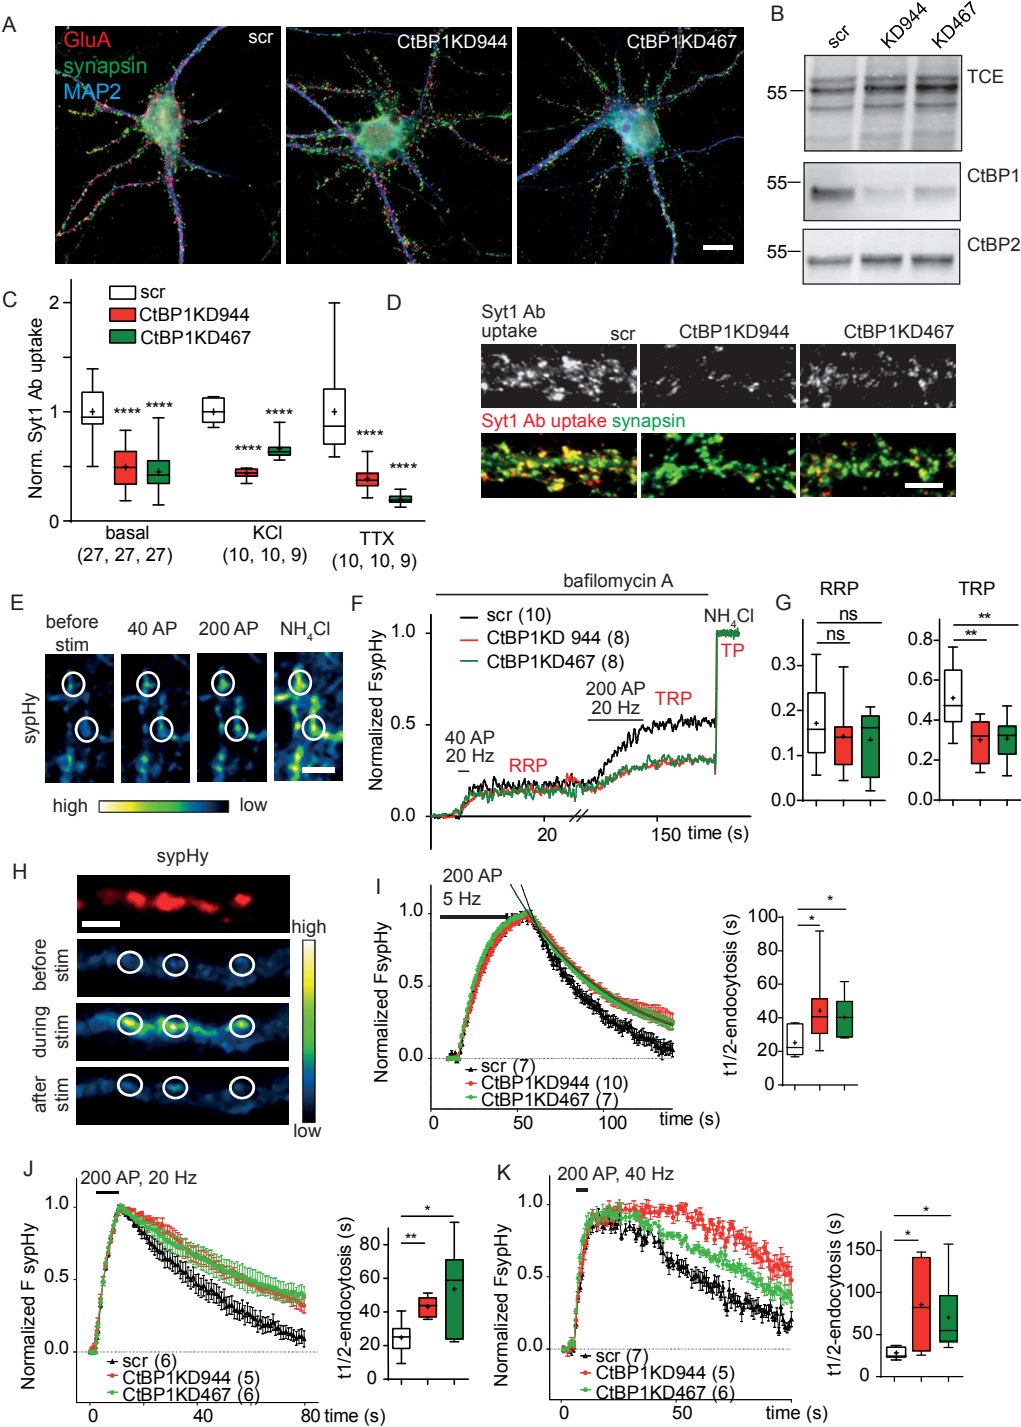 A
GluA
synapsin
MAP2
scr
CtBP1KD944
CtBP1KD467
B
scr
KD944
KD467
55
TCE
55
CtBP1
55
CtBP2
C
Norm. Syt1 Ab uptake
2
1
0
scr
CtBP1KD944
CtBP1KD467
**** ****
**** ****
**** ****
basal
(27, 27, 27)
KCl
(10, 10, 9)
TTX
(10, 10, 9)
D
Syt1 Ab
uptake
scr
CtBP1KD944
CtBP1KD467
Syt1 Ab uptake synapsin
E
before
stim
40 AP
200 AP
NH4Cl
sypHy
high
low
F
bafilomycin A
Normalized FsypHy
1.0
0.5
0.0
scr (10)
CtBP1KD 944 (8)
CtBP1KD467 (8)
NH4Cl
TP
200 AP
20 Hz
TRP
40 AP
20 Hz
RRP
20
150
time (s)
G
RRP
ns
ns
0.3
0.2
0.1
0.0
TRP
**
**
0.8
0.6
0.4
0.2
0.0
H
sypHy
before
stim
during
stim
after
stim
high
low
I
200 AP
5 Hz
Normalized FsypHy
1.0
0.5
0.0
scr (7)
CtBP1KD944 (10)
CtBP1KD467 (7)
0
50
100
time (s)
t1/2-endocytosis (s)
100
80
60
40
20
0
*
*
J
200 AP, 20 Hz
Normalized F sypHy
1.0
0.5
0.0
scr (6)
CtBP1KD944 (5)
CtBP1KD467 (6)
0
40
80
time (s)
t1/2-endocytosis (s)
80
60
40
20
0
*
**
K
200 AP, 40 Hz
Normalized FsypHy
1.0
0.5
0.0
scr (7)
CtBP1KD944 (5)
CtBP1KD467 (6)
0
50
time (s)
t1/2-endocytosis (s)
150
100
50
0
*
*